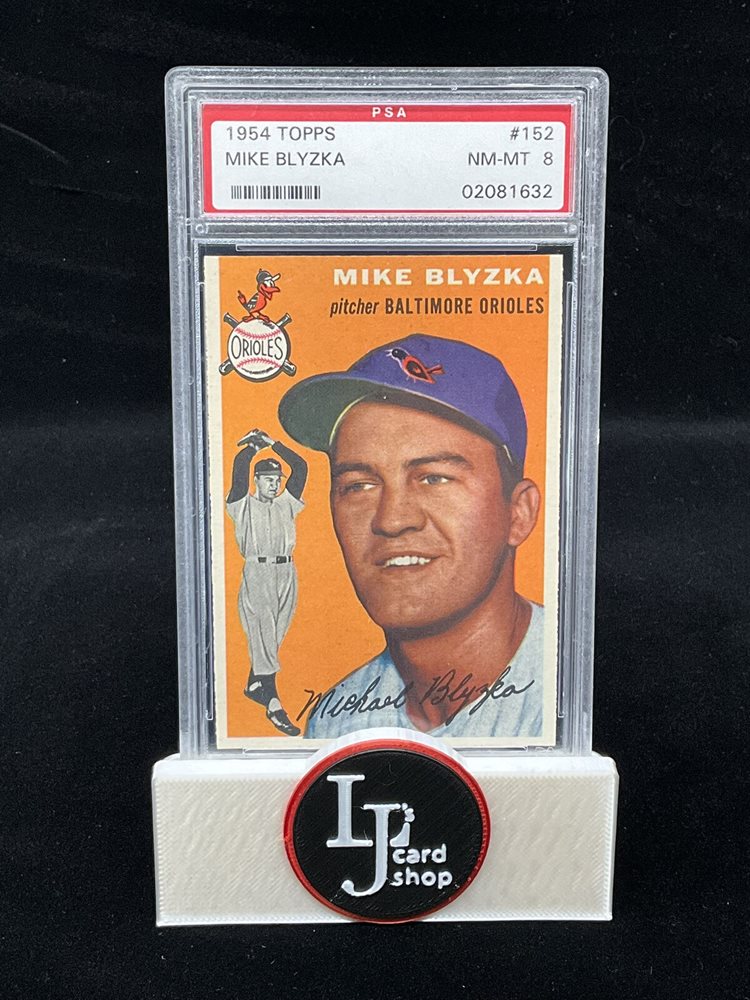 PSA
1954 TOPPS #152
MIKE BLYZKA NM-MT 8
02081632
MIKE BLYZKA
pitcher BALTIMORE ORIOLES
ORIOLES
Michael Blyzka
LJ's
card
shop